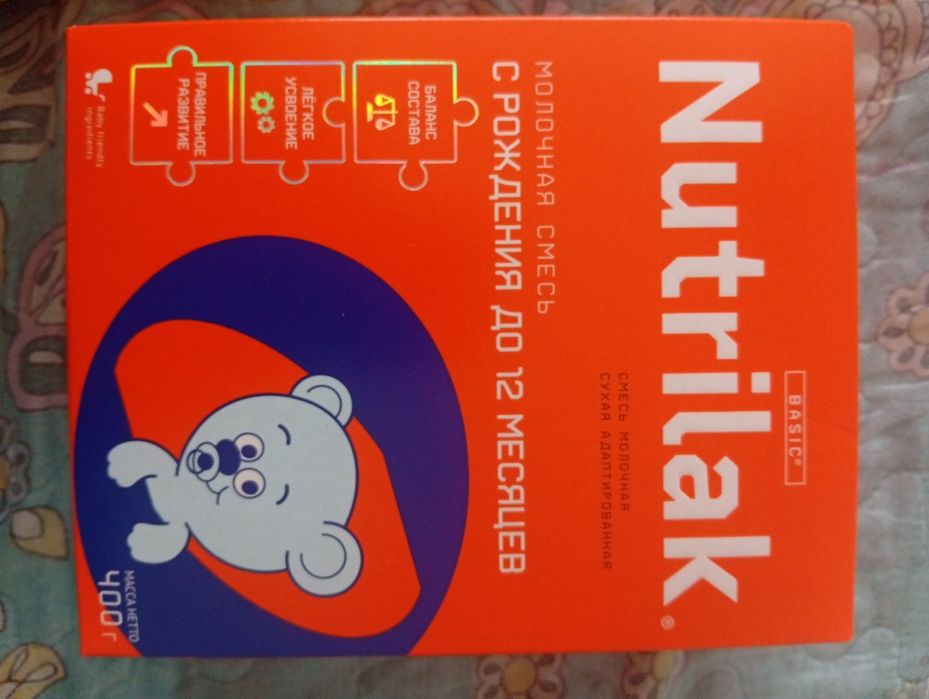 BASIC®
Nutrilak®
СМЕСЬ МОЛОЧНАЯ
СУХАЯ АДАПТИРОВАННАЯ
МОЛОЧНАЯ СМЕСЬ
С РОЖДЕНИЯ ДО 12 МЕСЯЦЕВ
БАЛАНС
СОСТАВА
ЛЁГКОЕ
УСВОЕНИЕ
ПРАВИЛЬНОЕ
РАЗВИТИЕ
Baby friendly
ingredients
МАССА НЕТТО
400 г